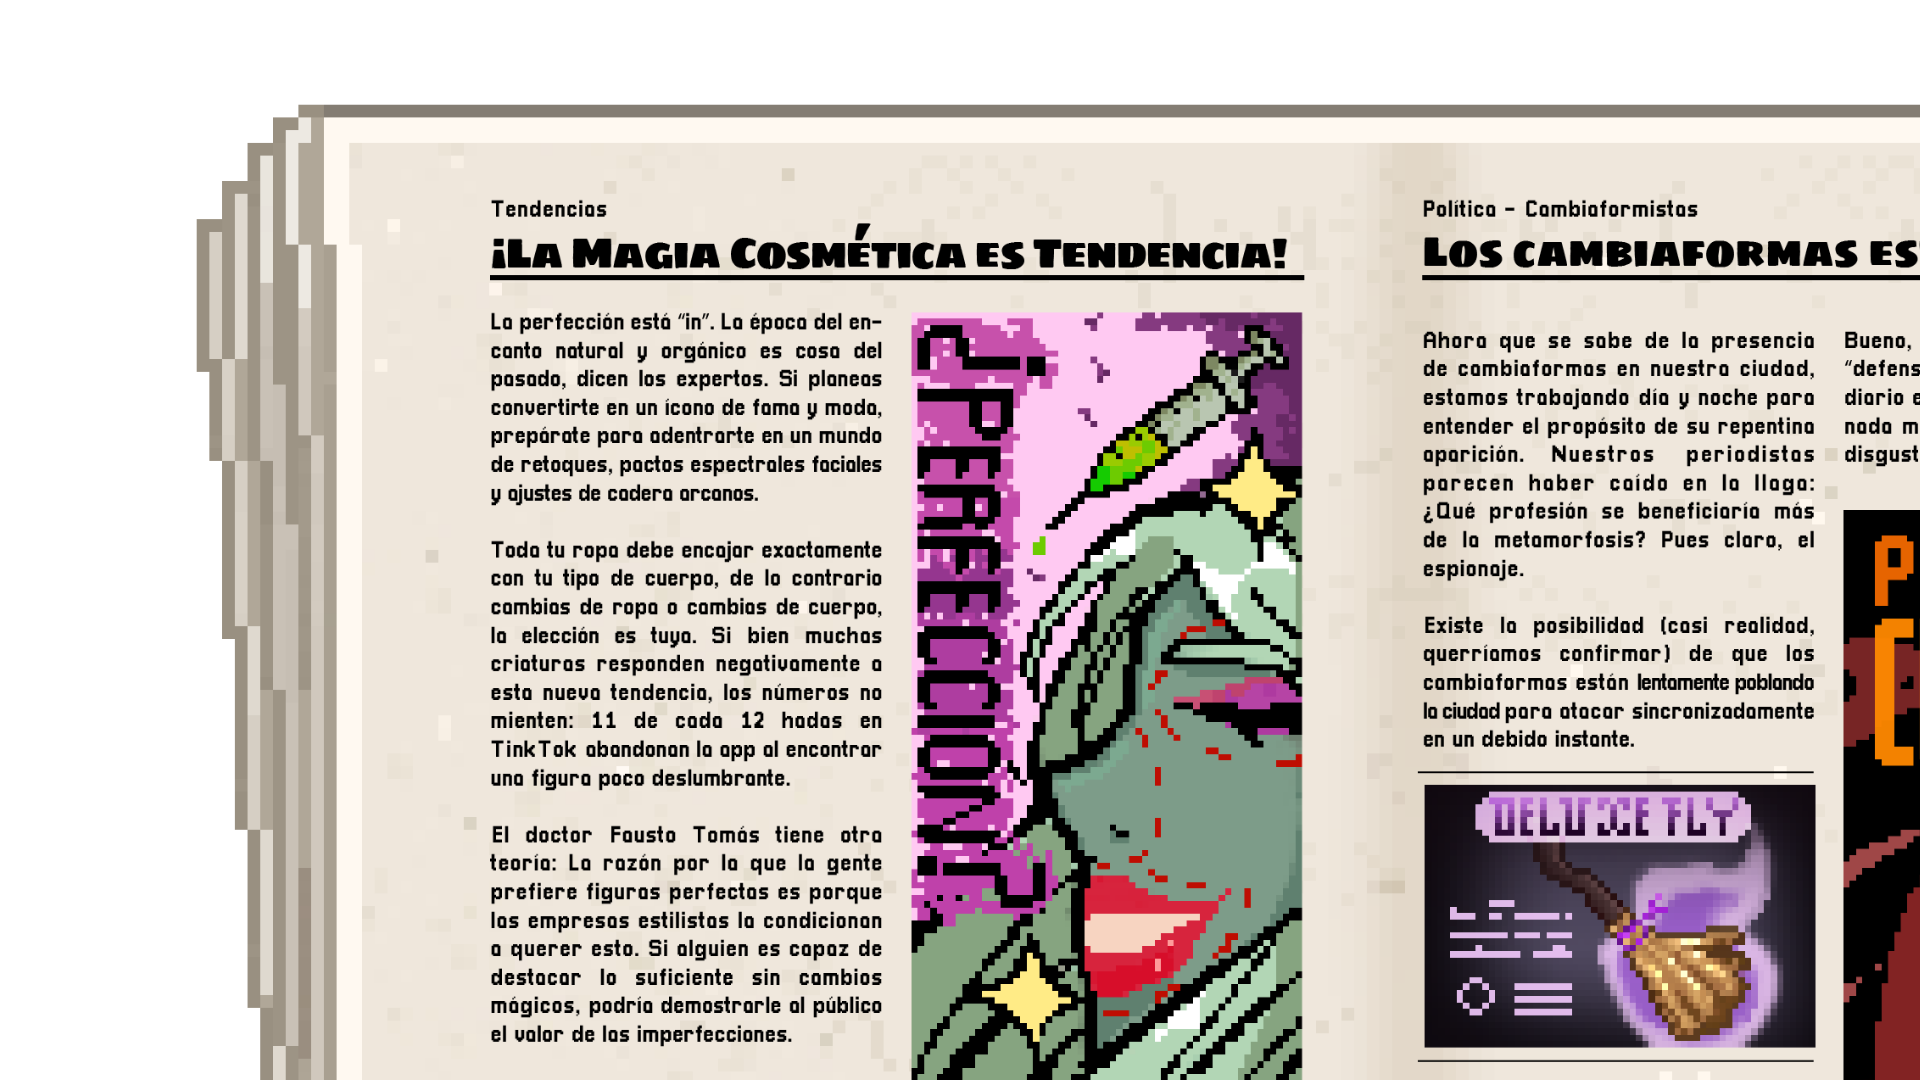 Tendencias
¡La Magia Cosmética es Tendencia!
La perfección está “in”. La época del en-
canto natural y orgánico es cosa del
pasado, dicen los expertos. Si planeas
convertirte en un ícono de fama y moda,
prepárate para adentrarte en un mundo
de retoques, pactos espectrales faciales
y ajustes de cadera arcanos.
Toda tu ropa debe encajar exactamente
con tu tipo de cuerpo, de lo contrario
cambias de ropa o cambias de cuerpo,
la elección es tuya. Si bien muchas
criaturas responden negativamente a
esta nueva tendencia, los números no
mienten: 11 de cada 12 hadas en
TinkTok abandonan la app al encontrar
una figura poco deslumbrante.
El doctor Fausto Tomás tiene otra
teoría: La razón por la que la gente
prefiere figuras perfectas es porque
las empresas estilistas la condicionan
a querer esto. Si alguien es capaz de
destacar lo suficiente sin cambios
mágicos, podría demostrarle al público
el valor de las imperfecciones.
¿PERFECCION?
Política - Cambiaformistas
Los cambiaformas es
Ahora que se sabe de la presencia
de cambiaformas en nuestra ciudad,
estamos trabajando día y noche para
entender el propósito de su repentina
aparición. Nuestros periodistas
parecen haber caído en la llaga:
¿Qué profesión se beneficiaría más
de la metamorfosis? Pues claro, el
espionaje.
Existe la posibilidad (casi realidad,
querríamos confirmar) de que los
cambiaformas están lentamente poblando
la ciudad para atacar sincronizadamente
en un debido instante.
DELUXE FLY
Bueno,
“defens
diario e
nada m
disgust
P